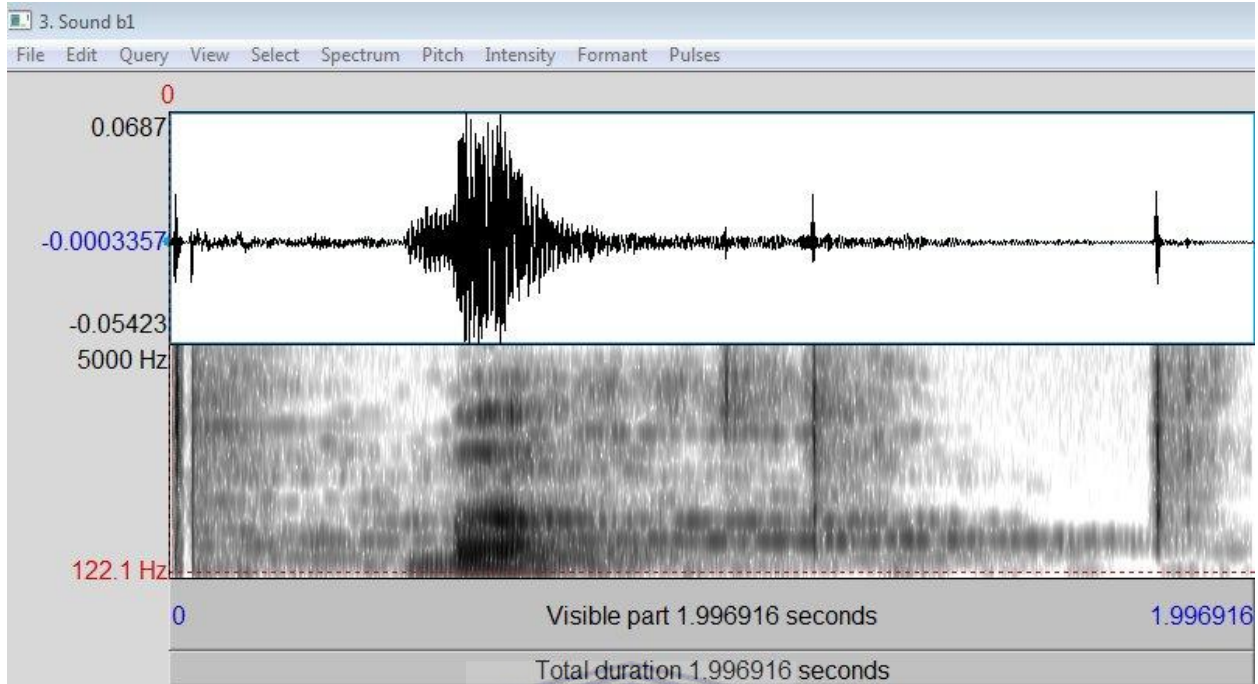 3. Sound b1
File Edit Query View Select Spectrum Pitch Intensity Formant Pulses
0
0.0687
-0.0003357
-0.05423
5000 Hz
122.1 Hz
0 Visible part 1.996916 seconds 1.996916
Total duration 1.996916 seconds